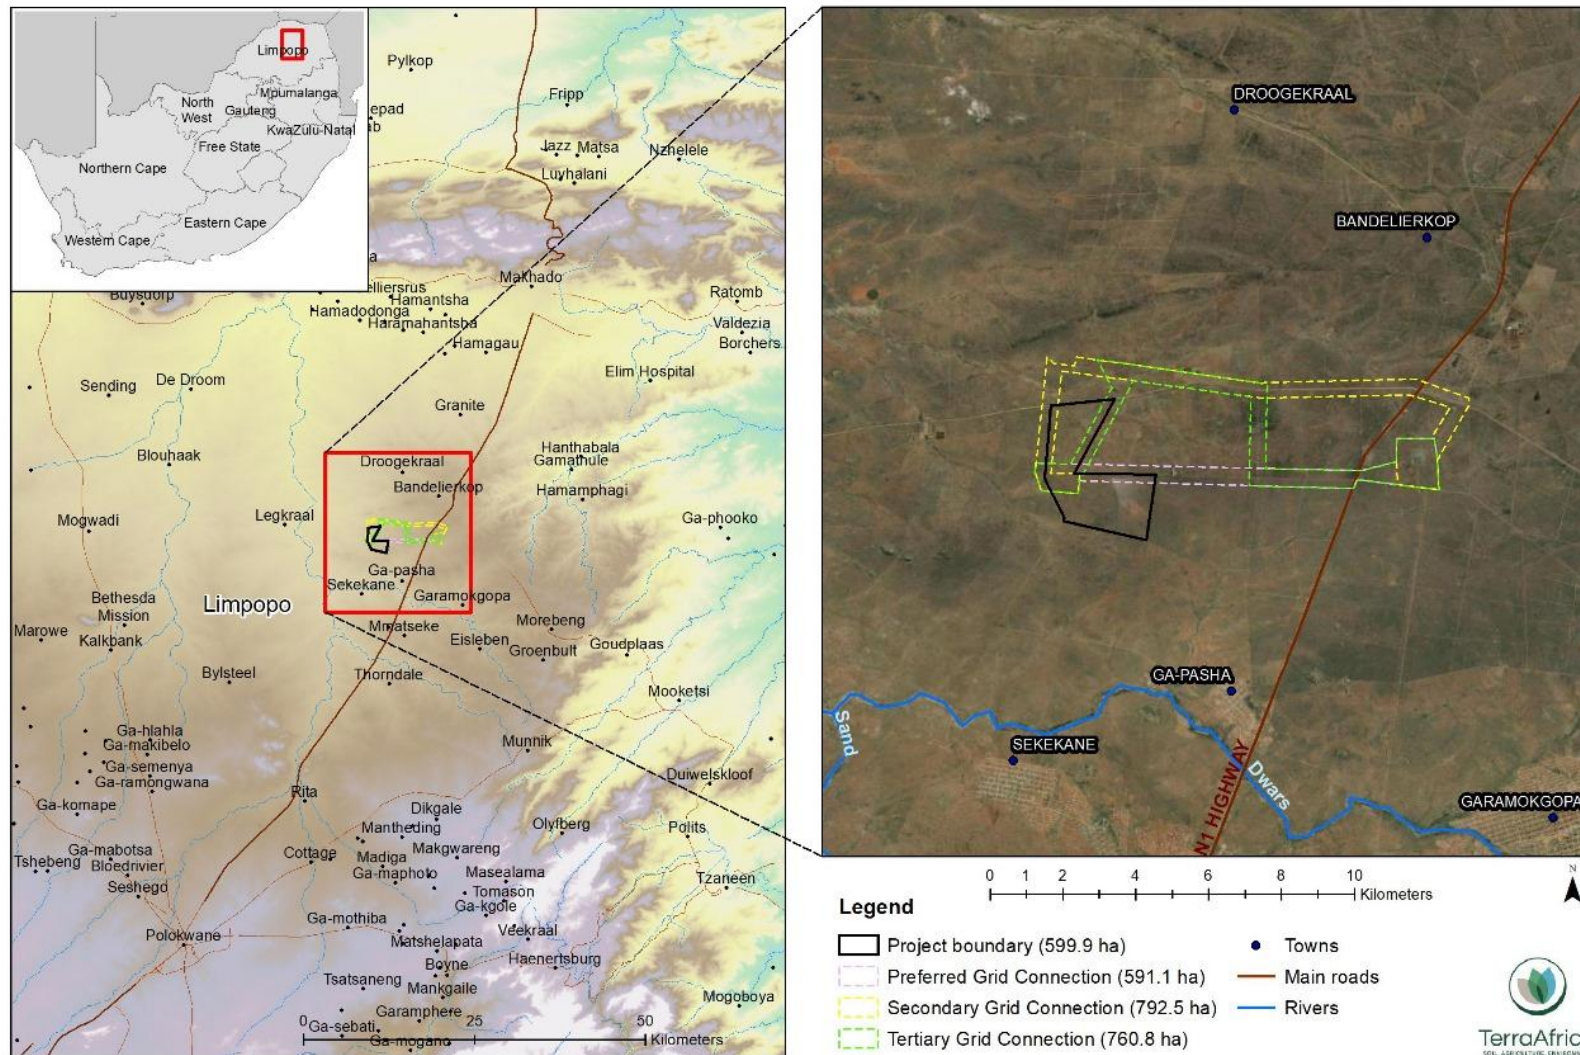 Limpopo
North
West
Mpumalanga
Gauteng
KwaZulu-Natal
Free State
Northern Cape
Eastern Cape
Western Cape
Pylkop
epad
Fripp
Jazz
Matsa
Nzhelele
Luvhalani
Makhado
Buysdorp
elliersrus
Hamantsha
Hamadodonga
Haramahantsha
Ratomb
Valdezia
Borchers
Hamagau
Elim Hospital
Sending
De Droom
Granite
Blouhaak
Hanthabala
Gamathule
Droogekraal
Bandelierkop
Hamamphagi
Mogwadi
Legkraal
Ga-phooko
Ga-pasha
Sekekane
Garamokgopa
Bethesda
Mission
Limpopo
Marowe
Kalkbank
Mmatseke
Eisleben
Morebeng
Groenbult
Goudplaas
Bylsteel
Thorndale
Mooketsi
Ga-hlahla
Ga-makibelo
Ga-semenya
Ga-ramongwana
Munnik
Duiwelskloof
Ga-komape
Rita
Dikgale
Mantheding
Olyfberg
Polits
Ga-mabotsa
Tshebeng
Bloedrivier
Seshego
Cottage
Madiga
Makgwareng
Ga-maphoto
Masealama
Tomason
Ga-kgole
Tzaneen
Ga-mothiba
Polokwane
Matshelapata
Veekraal
Boyne
Haenertsburg
Tsatsaneng
Mankgaile
Mogoboya
Garamphere
Ga-sebati
Ga-mogano
0 25 50
Kilometers
DROOGEKRAAL
BANDELIERKOP
GA-PASHA
Sand
SEKEKANE
N1 HIGHWAY
Dwars
GARAMOKGOPA
0 2 4 6 8 10
Kilometers
N
Legend
Project boundary (599.9 ha)
Preferred Grid Connection (591.1 ha)
Secondary Grid Connection (792.5 ha)
Tertiary Grid Connection (760.8 ha)
Towns
Main roads
Rivers
TerraAfric